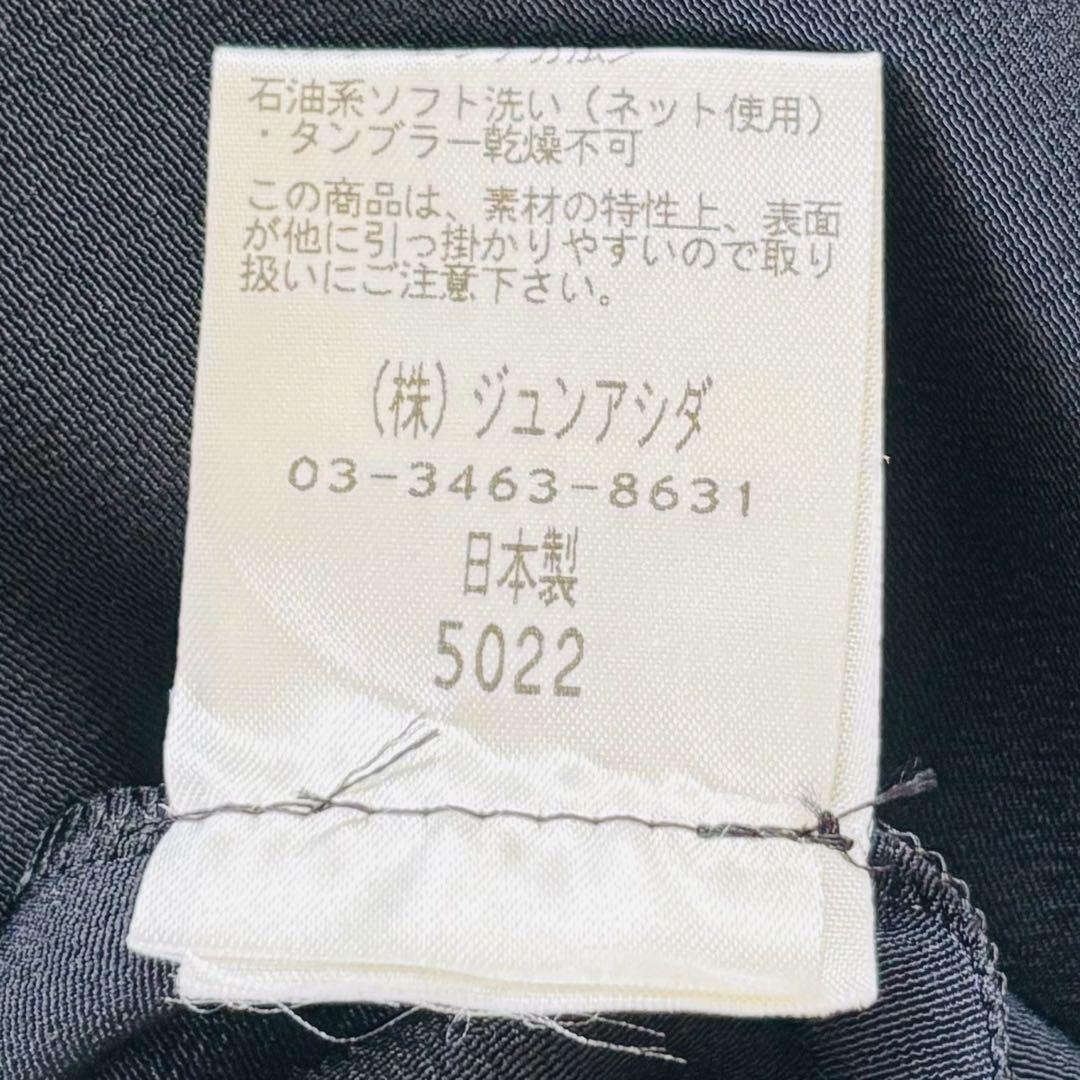 石油系ソフト洗い（ネット使用）
・タンブラー乾燥不可
この商品は、素材の特性上、表面
が他に引っ掛かりやすいので取り
扱いにご注意下さい。
(株)ジュンアシダ
03-3463-8631
日本製
5022